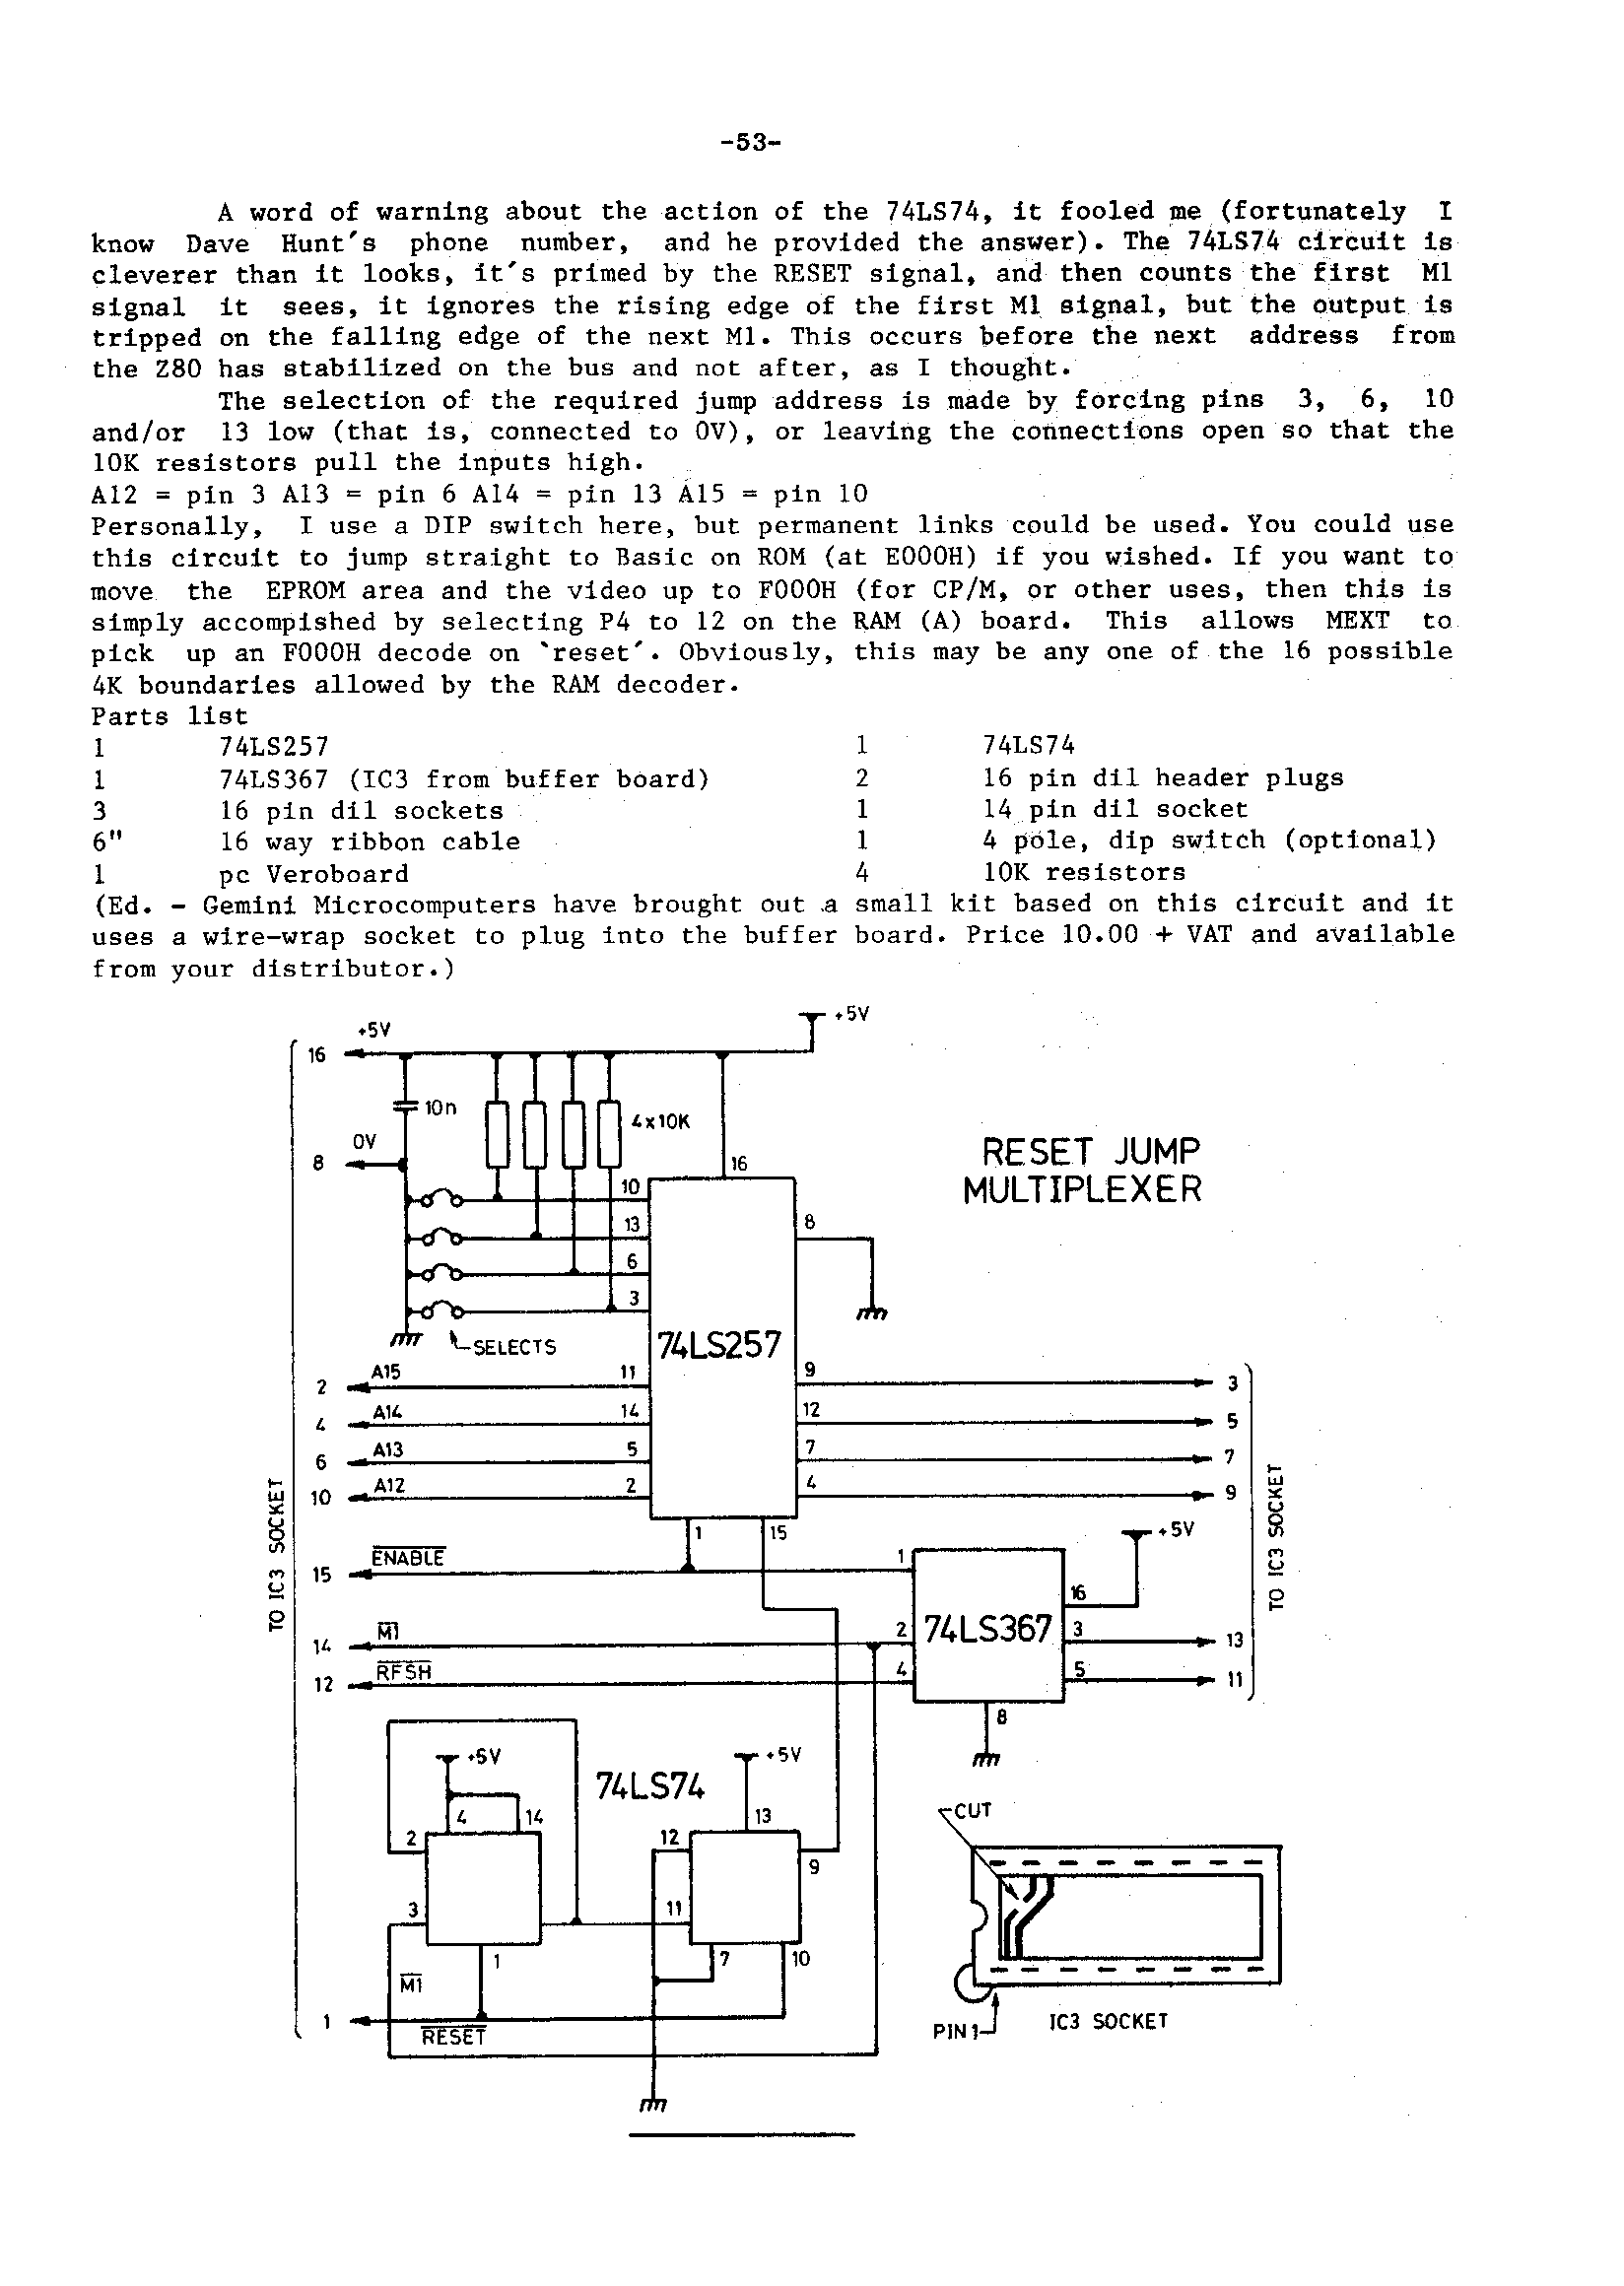 -53-
A word of warning about the action of the 74LS74, it fooled me (fortunately I
know Dave Hunt's phone number, and he provided the answer). The 74LS74 circuit is
cleverer than it looks, it's primed by the RESET signal, and then counts the first M1
signal it sees, it ignores the rising edge of the first M1 signal, but the output is
tripped on the falling edge of the next M1. This occurs before the next address from
the Z80 has stabilized on the bus and not after, as I thought.
The selection of the required jump address is made by forcing pins 3, 6, 10
and/or 13 low (that is, connected to 0V), or leaving the connections open so that the
10K resistors pull the inputs high.
A12 = pin 3 A13 = pin 6 A14 = pin 13 A15 = pin 10
Personally, I use a DIP switch here, but permanent links could be used. You could use
this circuit to jump straight to Basic on ROM (at E000H) if you wished. If you want to
move the EPROM area and the video up to F000H (for CP/M, or other uses, then this is
simply accompished by selecting P4 to 12 on the RAM (A) board. This allows MEXT to
pick up an F000H decode on `reset'. Obviously, this may be any one of the 16 possible
4K boundaries allowed by the RAM decoder.
Parts list
1 74LS257 1 74LS74
1 74LS367 (IC3 from buffer board) 2 16 pin dil header plugs
3 16 pin dil sockets 1 14 pin dil socket
6" 16 way ribbon cable 1 4 pole, dip switch (optional)
1 pc Veroboard 4 10K resistors
(Ed. - Gemini Microcomputers have brought out a small kit based on this circuit and it
uses a wire-wrap socket to plug into the buffer board. Price 10.00 + VAT and available
from your distributor.)
+5V
+5V
16
10n
4x10K
0V
8
16
RESET JUMP
MULTIPLEXER
10
13
8
6
3
SELECTS
74LS257
2 A15 11 9 3
4 A14 14 12 5
6 A13 5 7 7
10 A12 2 4 9
TO IC3 SOCKET
TO IC3 SOCKET
1 15
+5V
15 ENABLE 1
16
74LS367
14 M1 2 3 13
12 RFSH 4 5 11
8
+5V
74LS74
+5V
4 14
13
2
12
9
3
11
1
7
10
M1
1
RESET
CUT
PIN 1
IC3 SOCKET